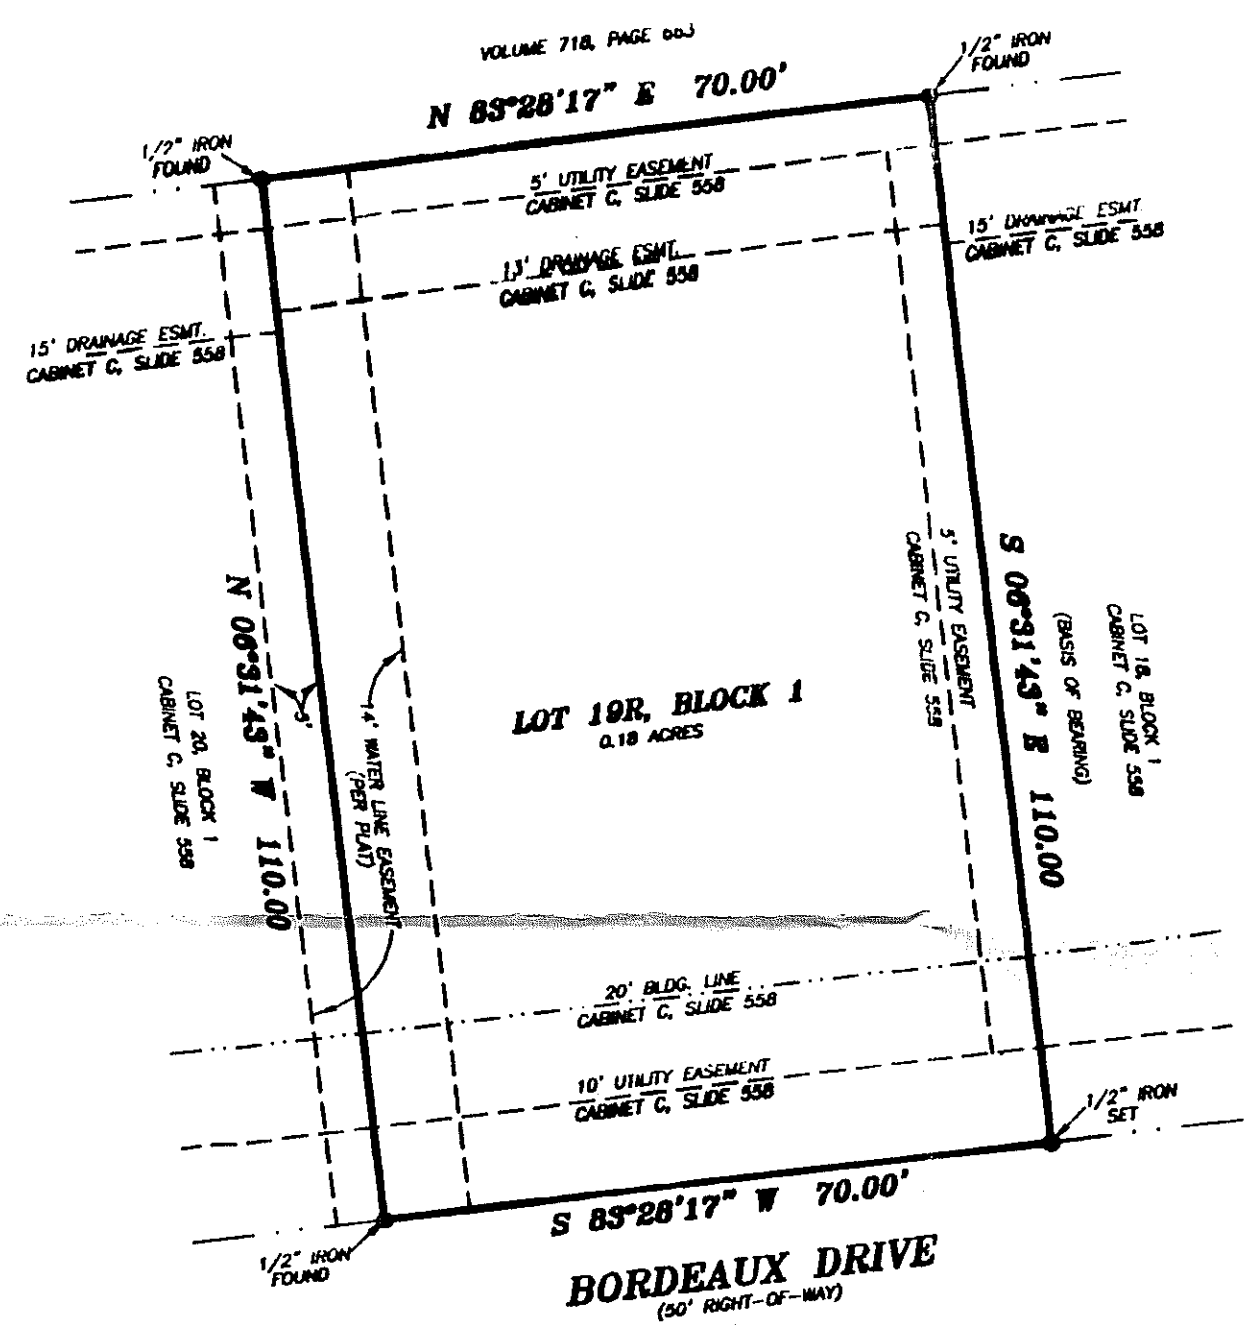 VOLUME 718, PAGE 663
1/2" IRON
FOUND
N 83°28'17" E 70.00'
1/2" IRON
FOUND
5' UTILITY EASEMENT
CABINET C, SLIDE 558
15' DRAINAGE ESMT.
CABINET C, SLIDE 558
DRAINAGE ESMT.
CABINET C, SLIDE 558
15' DRAINAGE ESMT.
CABINET C, SLIDE 558
N 06°31'43" W 110.00
LOT 20, BLOCK 1
CABINET C, SLIDE 558
5'
14' WATER LINE EASEMENT
(PER PLAT)
LOT 19R, BLOCK 1
0.18 ACRES
5' UTILITY EASEMENT
CABINET C, SLIDE 558
S 06°31'43" E 110.00
(BASIS OF BEARING)
LOT 18, BLOCK 1
CABINET C, SLIDE 558
20' BLDG. LINE
CABINET C, SLIDE 558
10' UTILITY EASEMENT
CABINET C, SLIDE 558
1/2" IRON
SET
S 83°28'17" W 70.00'
1/2" IRON
FOUND
BORDEAUX DRIVE
(50' RIGHT-OF-WAY)